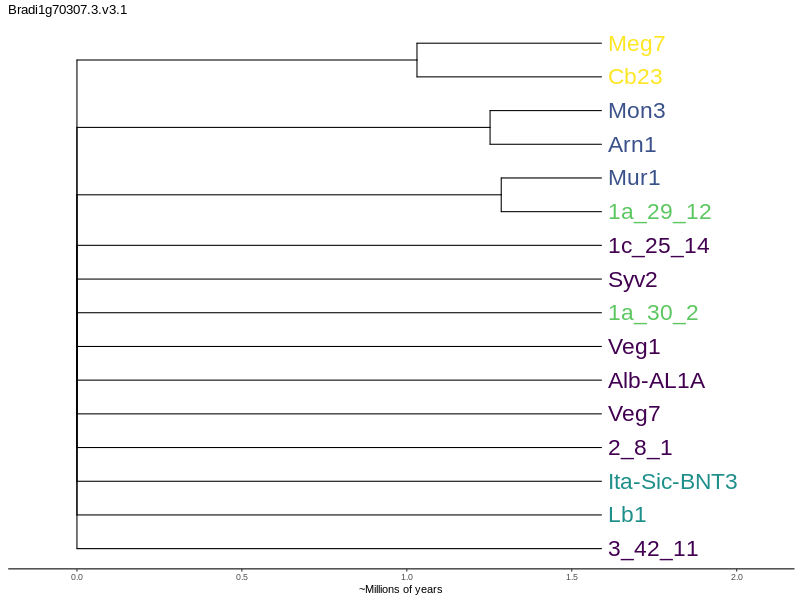 Bradi1g70307.3.v3.1
Meg7
Cb23
Mon3
Arn1
Mur1
1a_29_12
1c_25_14
Syv2
1a_30_2
Veg1
Alb-AL1A
Veg7
2_8_1
Ita-Sic-BNT3
Lb1
3_42_11
0.0 0.5 1.0 1.5 2.0
~Millions of years